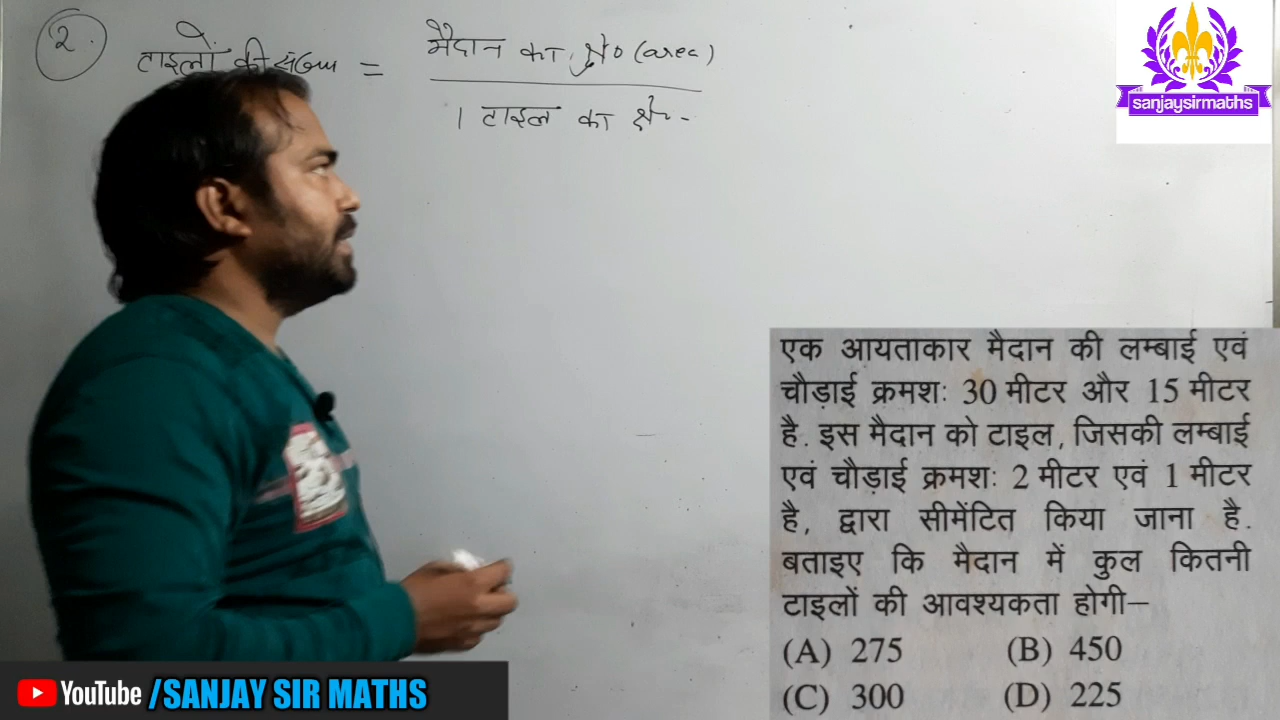 2.
टाइलों की संख्या = मैदान का क्षे० (area)
1 टाइल का क्षे०
sanjaysirmaths
एक आयताकार मैदान की लम्बाई एवं
चौड़ाई क्रमशः 30 मीटर और 15 मीटर
है. इस मैदान को टाइल, जिसकी लम्बाई
एवं चौड़ाई क्रमशः 2 मीटर एवं 1 मीटर
है, द्वारा सीमेंटित किया जाना है.
बताइए कि मैदान में कुल कितनी
टाइलों की आवश्यकता होगी–
(A) 275 (B) 450
(C) 300 (D) 225
YouTube /SANJAY SIR MATHS